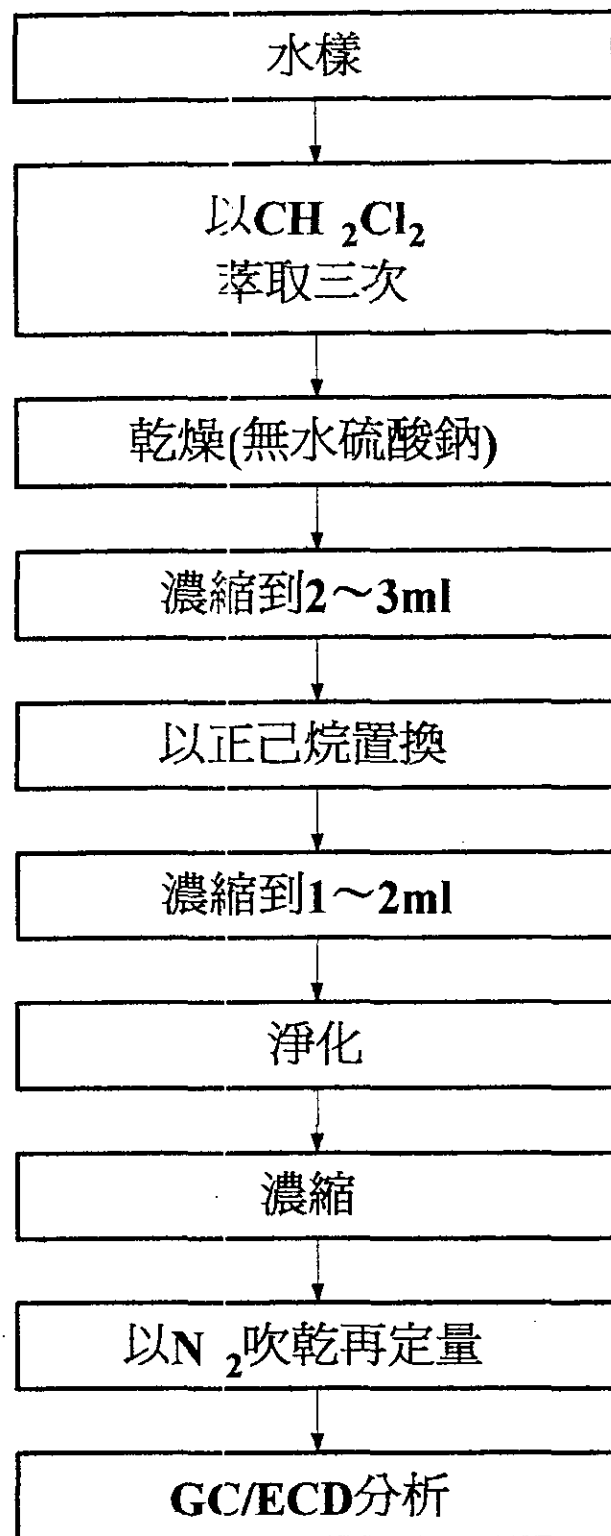 水樣
以CH₂Cl₂
萃取三次
乾燥(無水硫酸鈉)
濃縮到2～3ml
以正己烷置換
濃縮到1～2ml
淨化
濃縮
以N₂吹乾再定量
GC/ECD分析